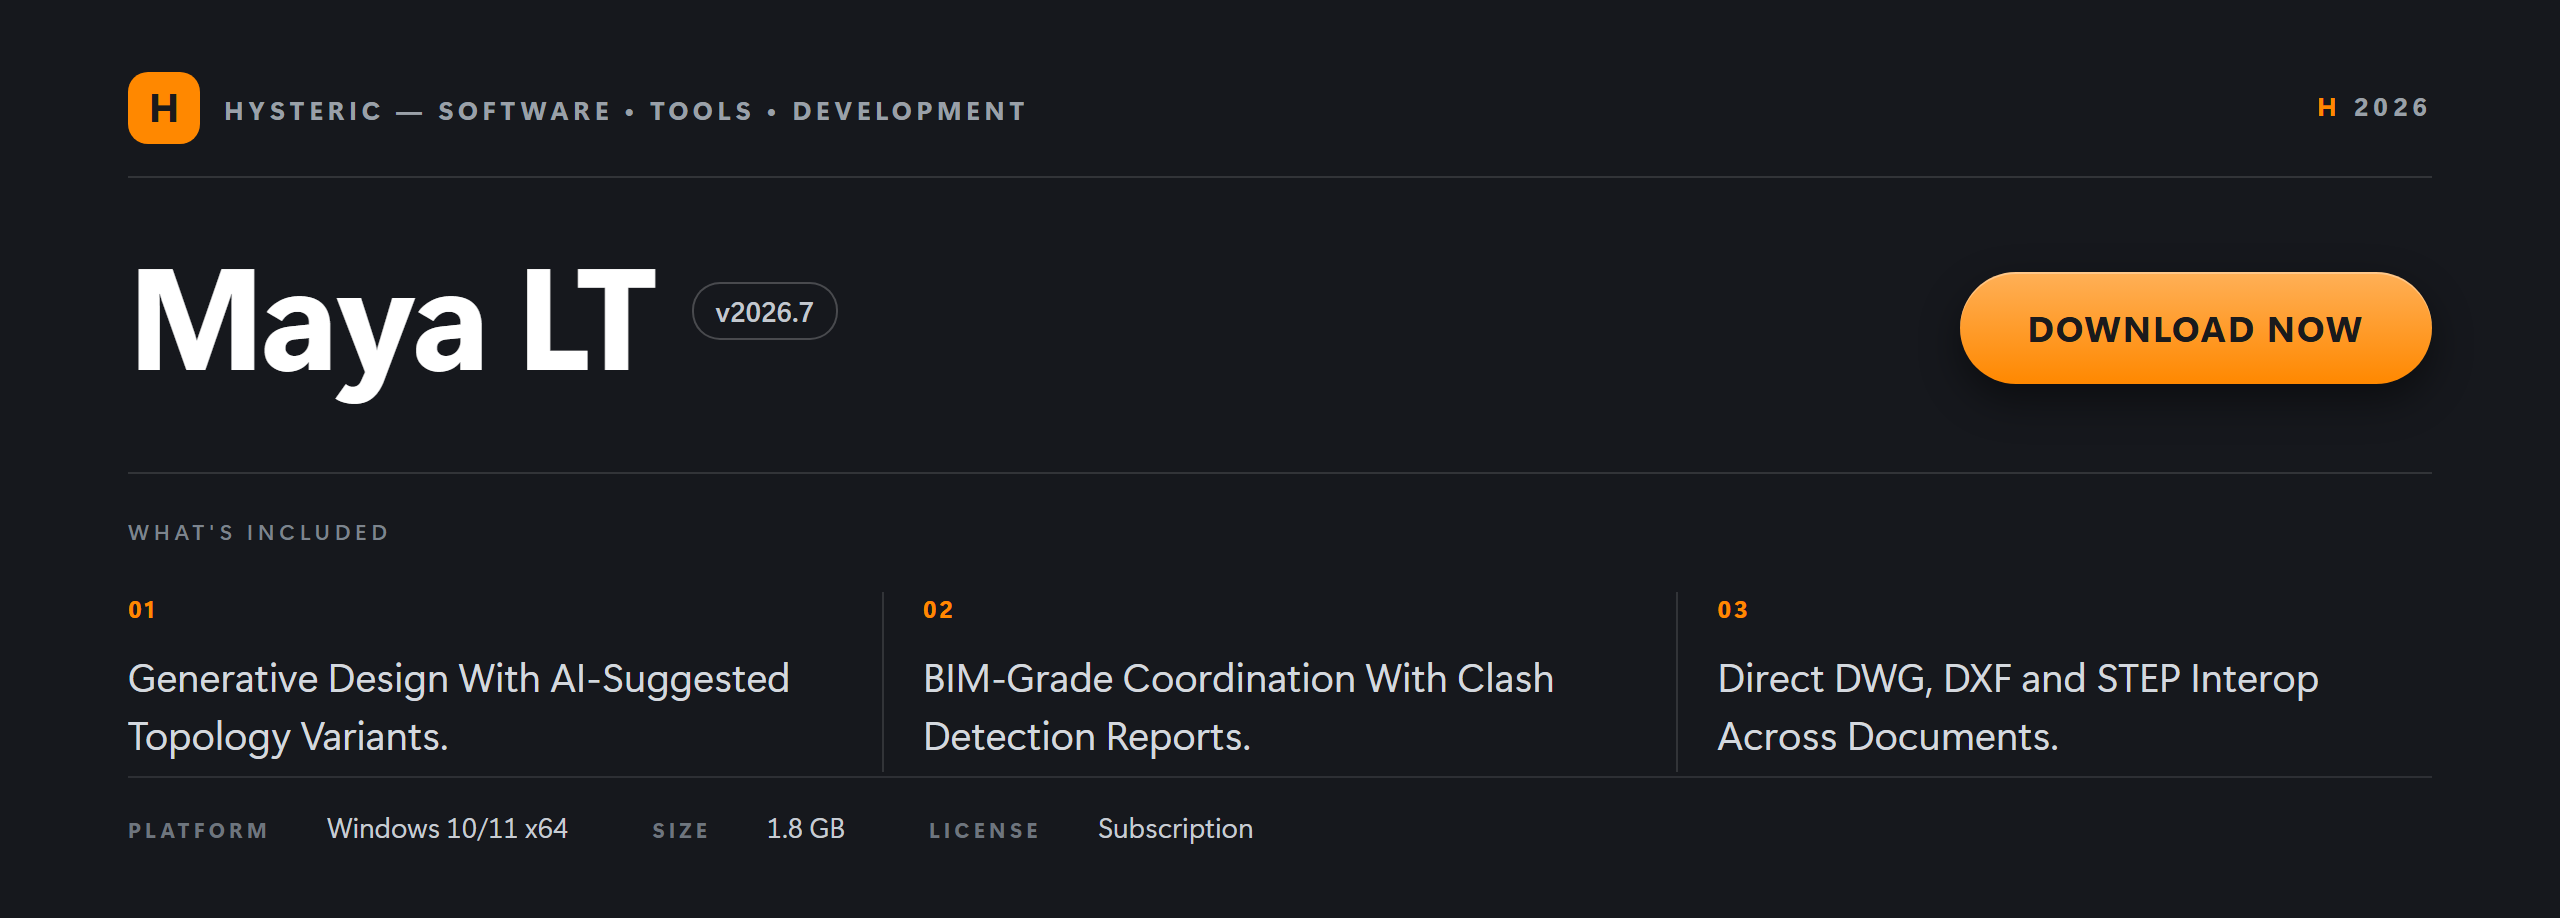 H HYSTERIC — SOFTWARE • TOOLS • DEVELOPMENT
H 2026
Maya LT v2026.7
DOWNLOAD NOW
WHAT'S INCLUDED
01
Generative Design With AI-Suggested
Topology Variants.
02
BIM-Grade Coordination With Clash
Detection Reports.
03
Direct DWG, DXF and STEP Interop
Across Documents.
PLATFORM Windows 10/11 x64 SIZE 1.8 GB LICENSE Subscription